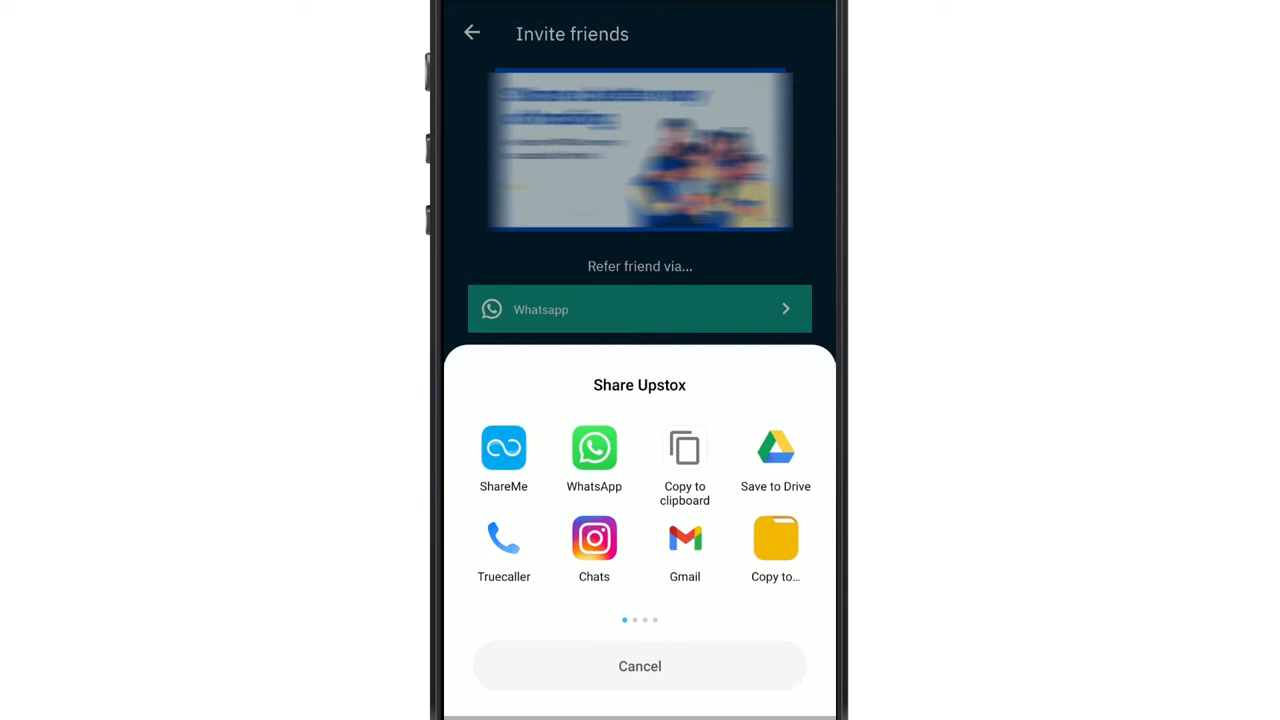 Invite friends
Refer friend via...
Whatsapp
Share Upstox
ShareMe
WhatsApp
Copy to
clipboard
Save to Drive
Truecaller
Chats
Gmail
Copy to...
Cancel